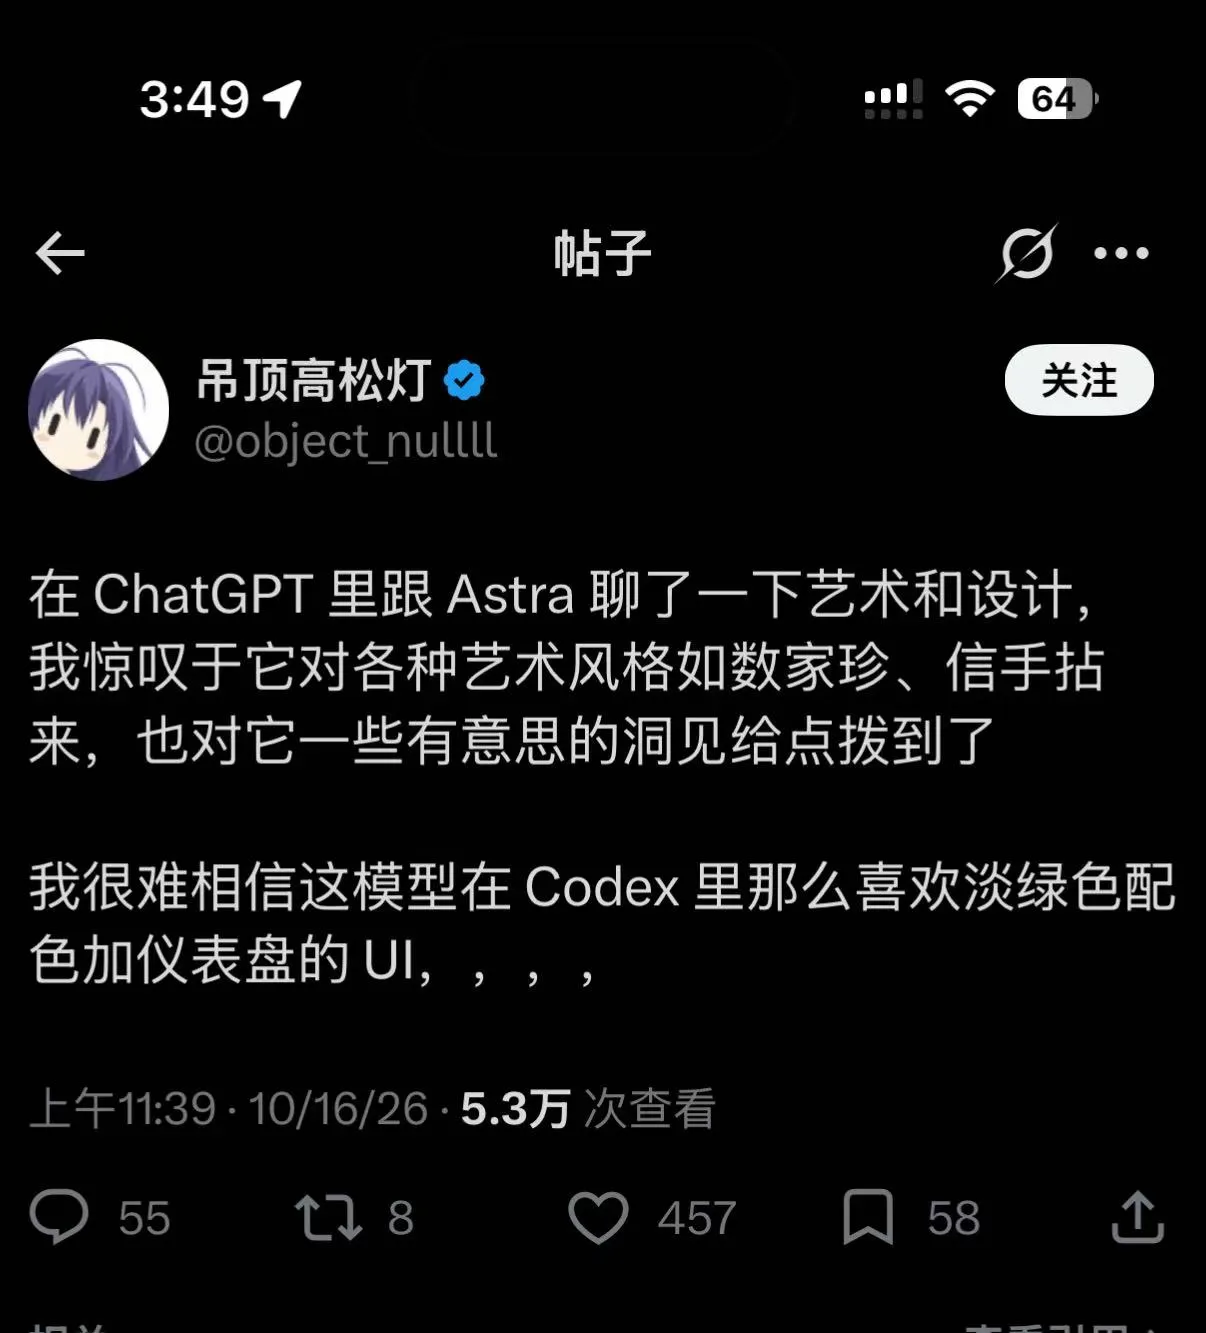 3:49
64
帖子
吊顶高松灯
关注
@object_nullll
在 ChatGPT 里跟 Astra 聊了一下艺术和设计，
我惊叹于它对各种艺术风格如数家珍、信手拈
来，也对它一些有意思的洞见给点拨到了
我很难相信这模型在 Codex 里那么喜欢淡绿色配
色加仪表盘的 UI，，，，
上午11:39 · 10/16/26 · 5.3万 次查看
55
8
457
58